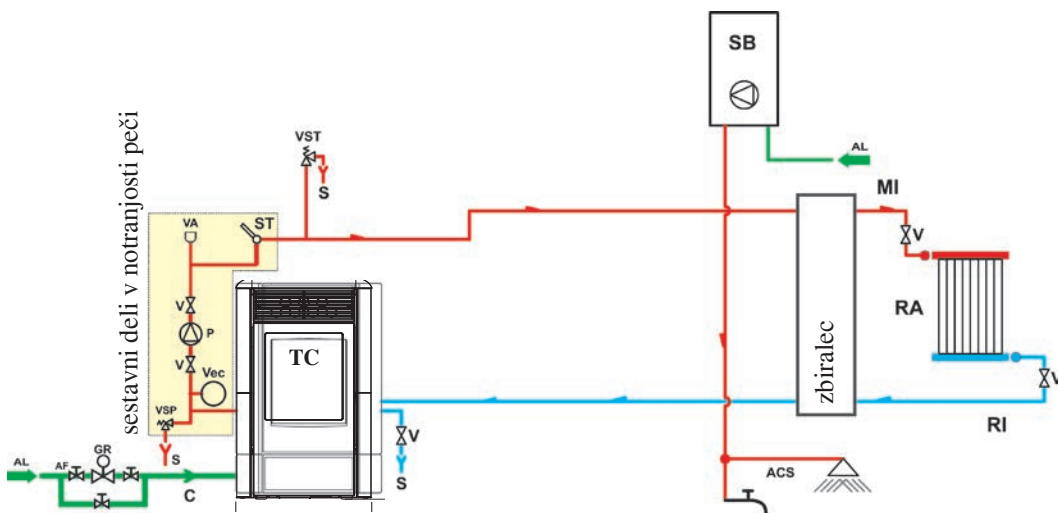 sestavni deli v notranjosti peči
VA
ST
VST
S
V
P
V
Vec
VSP
S
AL
AF
GR
C
TC
V
S
SB
AL
MI
V
zbiralec
RA
V
RI
ACS